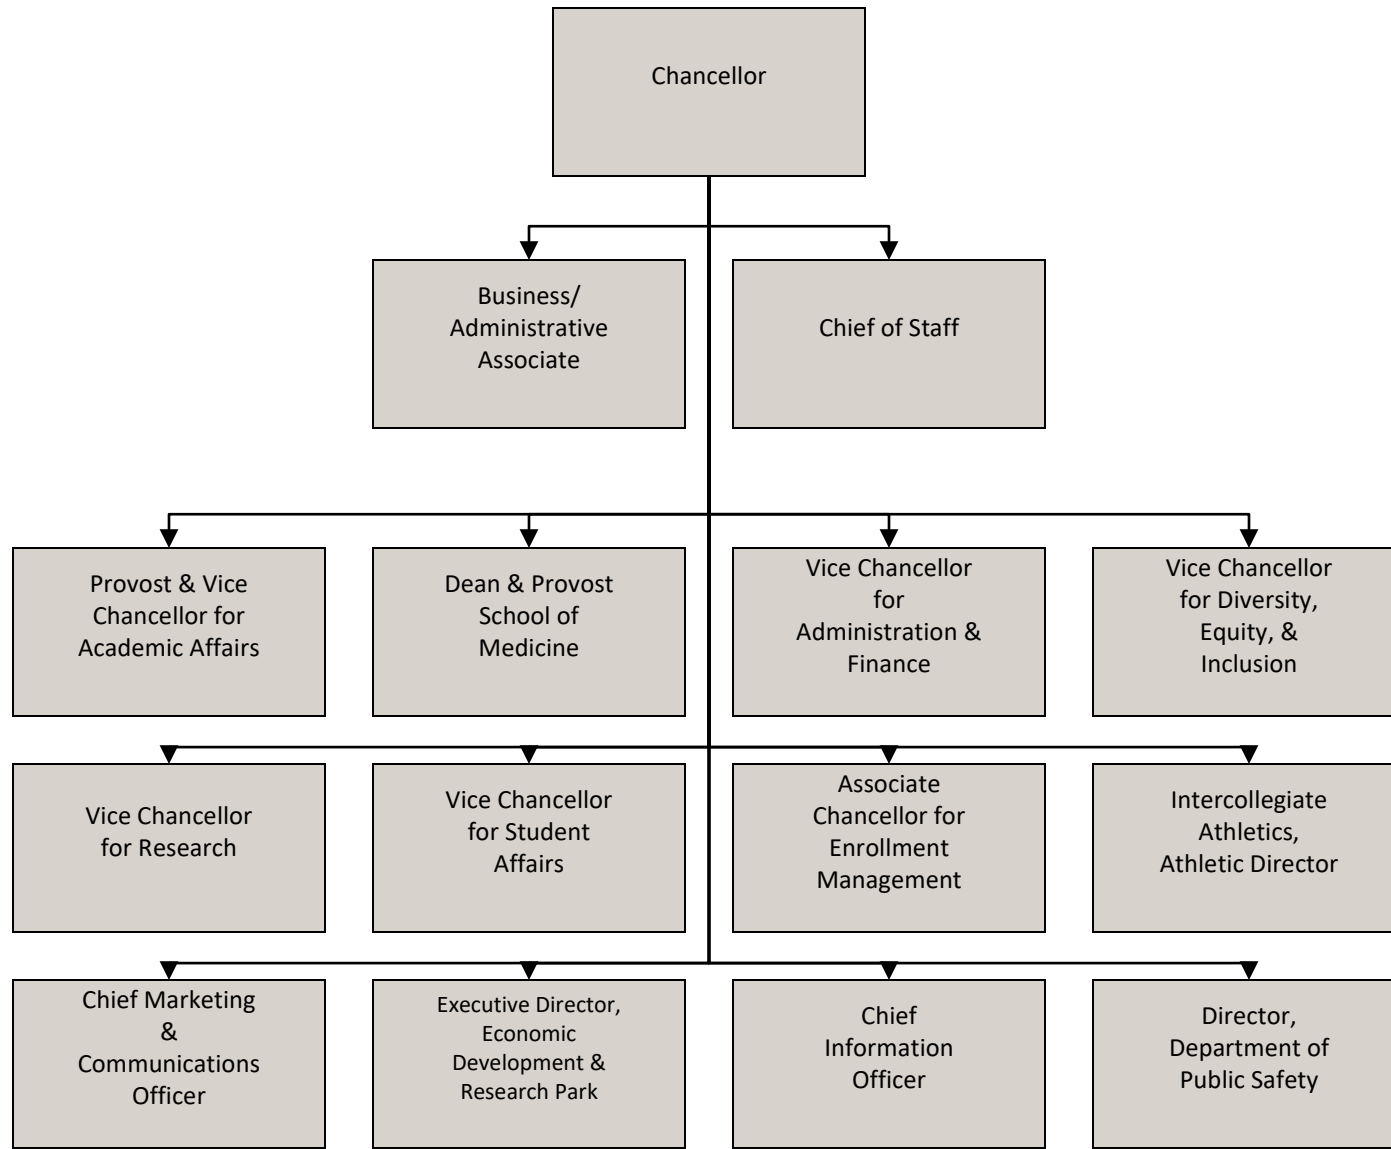 Chancellor
Business/
Administrative
Associate
Chief of Staff
Provost & Vice
Chancellor for
Academic Affairs
Dean & Provost
School of
Medicine
Vice Chancellor
for
Administration &
Finance
Vice Chancellor
for Diversity,
Equity, &
Inclusion
Vice Chancellor
for Research
Vice Chancellor
for Student
Affairs
Associate
Chancellor for
Enrollment
Management
Intercollegiate
Athletics,
Athletic Director
Chief Marketing
&
Communications
Officer
Executive Director,
Economic
Development &
Research Park
Chief
Information
Officer
Director,
Department of
Public Safety